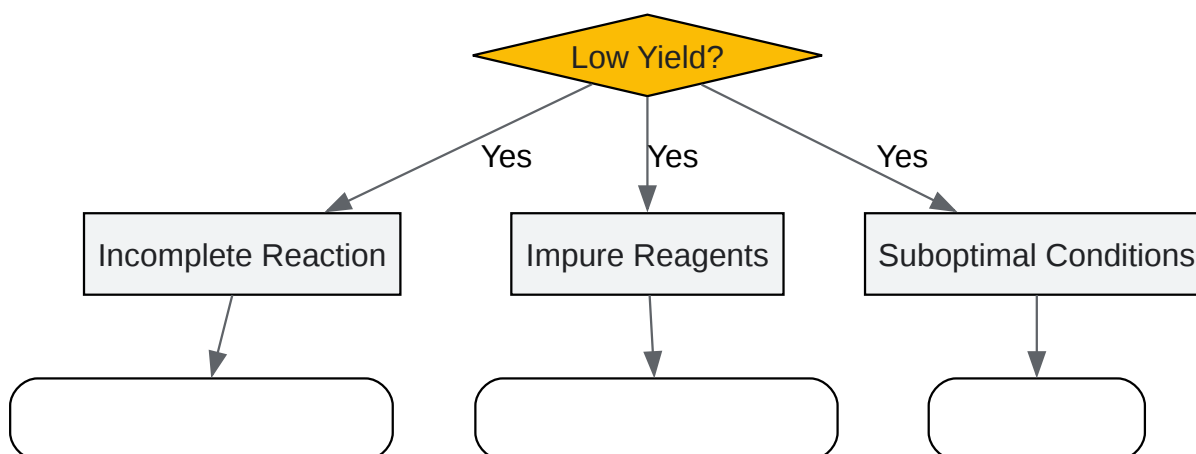 Low Yield?
Yes
Yes
Yes
Incomplete Reaction
Impure Reagents
Suboptimal Conditions